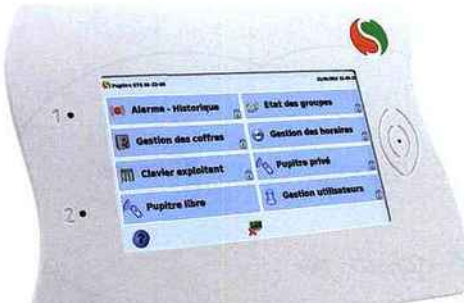 1
Alarme - Historique
Etat des groupes
Gestion des coffres
Gestion des horaires
Clavier exploitant
Pupitre privé
Pupitre libre
Gestion utilisateurs
2
?